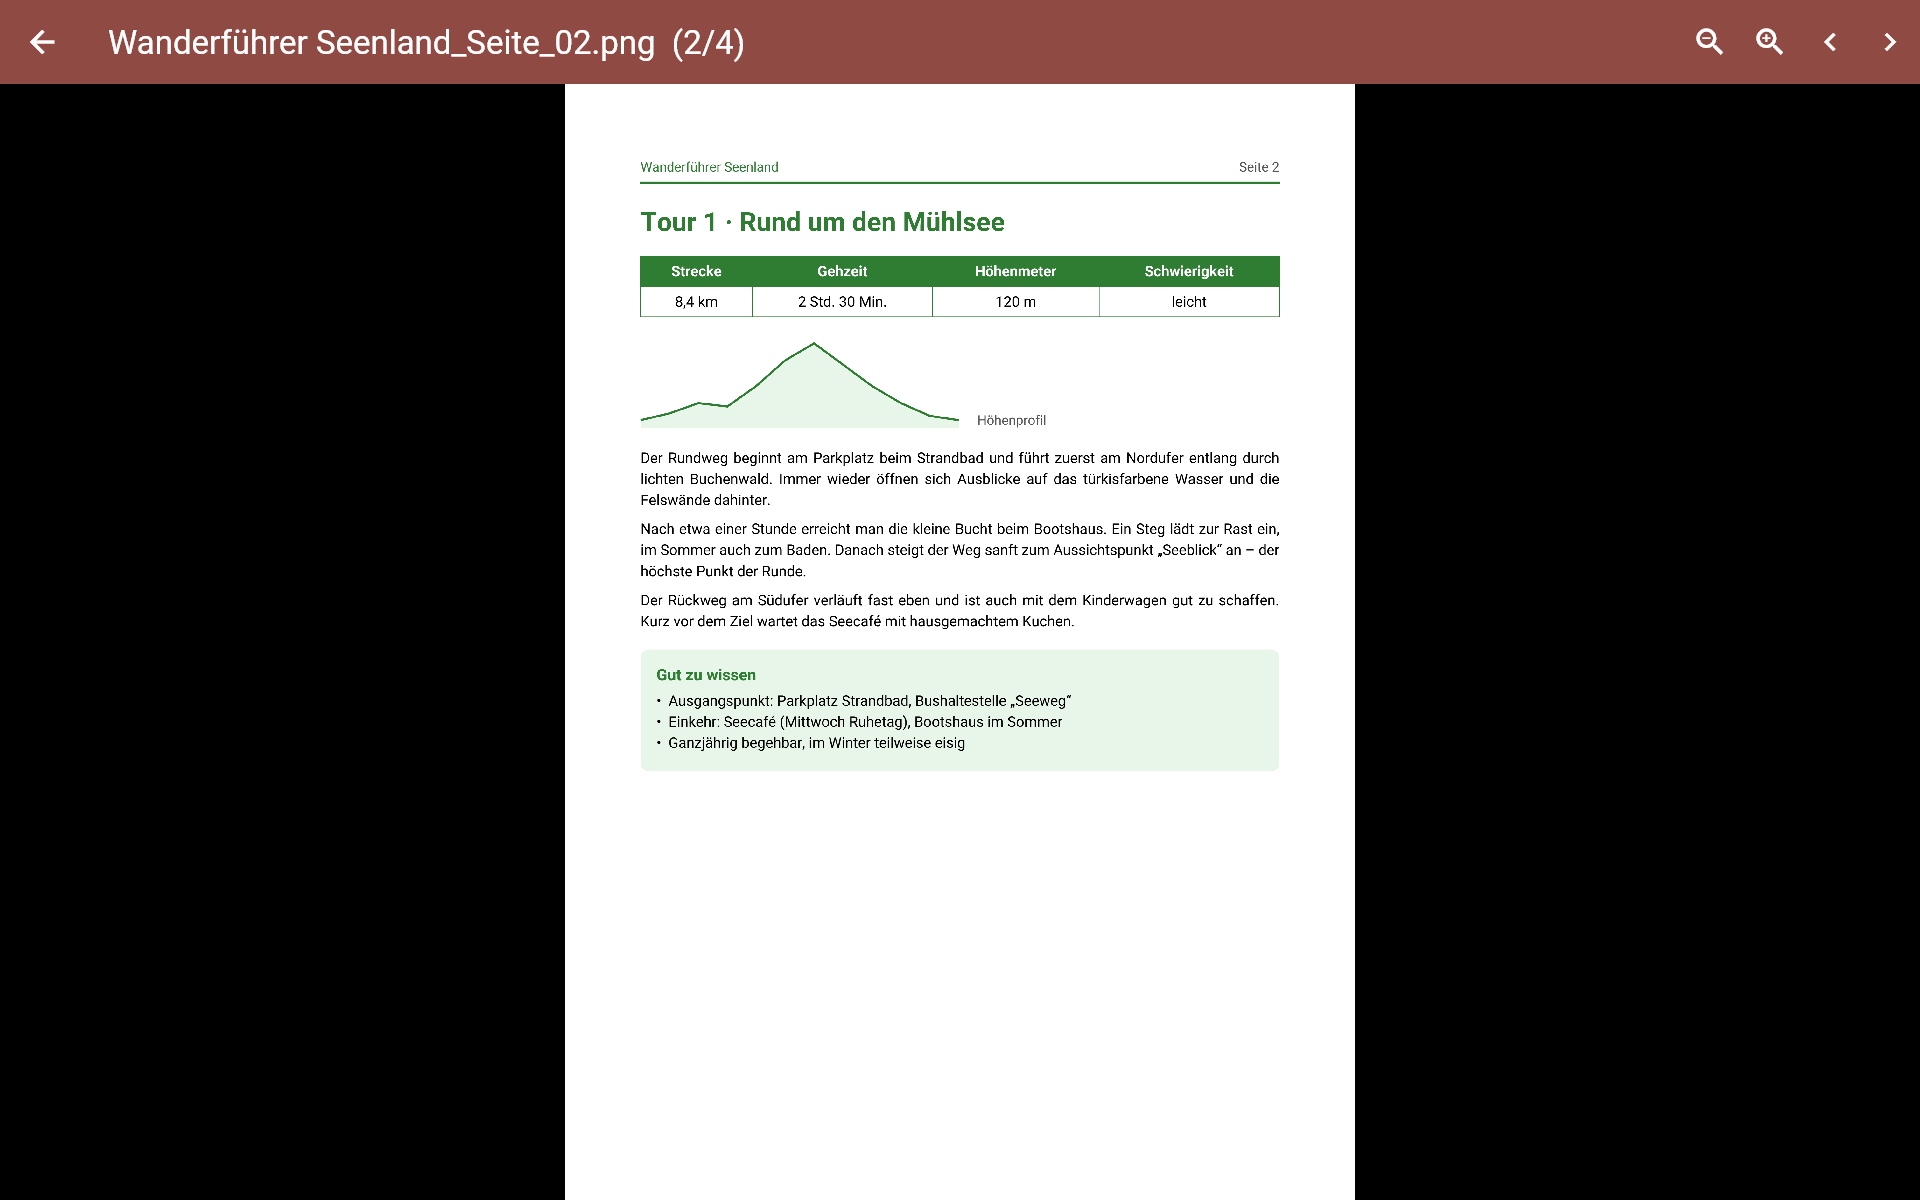 Wanderführer Seenland_Seite_02.png (2/4)
Wanderführer Seenland
Seite 2
Tour 1 · Rund um den Mühlsee
Strecke Gehzeit Höhenmeter Schwierigkeit
8,4 km 2 Std. 30 Min. 120 m leicht
Höhenprofil
Der Rundweg beginnt am Parkplatz beim Strandbad und führt zuerst am Nordufer entlang durch
lichten Buchenwald. Immer wieder öffnen sich Ausblicke auf das türkisfarbene Wasser und die
Felswände dahinter.
Nach etwa einer Stunde erreicht man die kleine Bucht beim Bootshaus. Ein Steg lädt zur Rast ein,
im Sommer auch zum Baden. Danach steigt der Weg sanft zum Aussichtspunkt „Seeblick“ an – der
höchste Punkt der Runde.
Der Rückweg am Südufer verläuft fast eben und ist auch mit dem Kinderwagen gut zu schaffen.
Kurz vor dem Ziel wartet das Seecafé mit hausgemachtem Kuchen.
Gut zu wissen
• Ausgangspunkt: Parkplatz Strandbad, Bushaltestelle „Seeweg“
• Einkehr: Seecafé (Mittwoch Ruhetag), Bootshaus im Sommer
• Ganzjährig begehbar, im Winter teilweise eisig